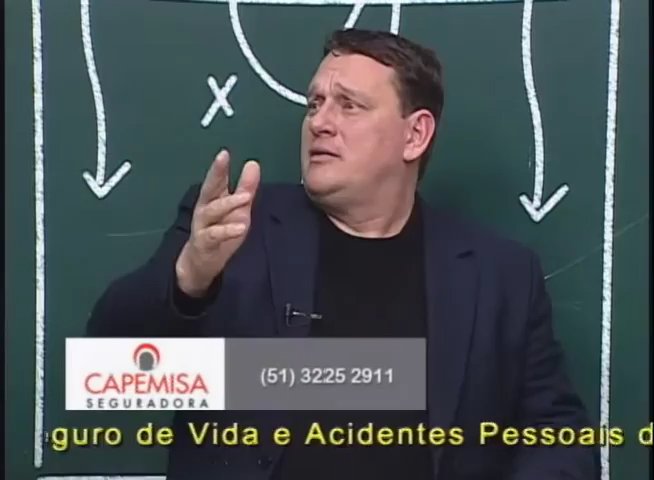 X
CAPEMISA
SEGURADORA
(51) 3225 2911
guro de Vida e Acidentes Pessoais d